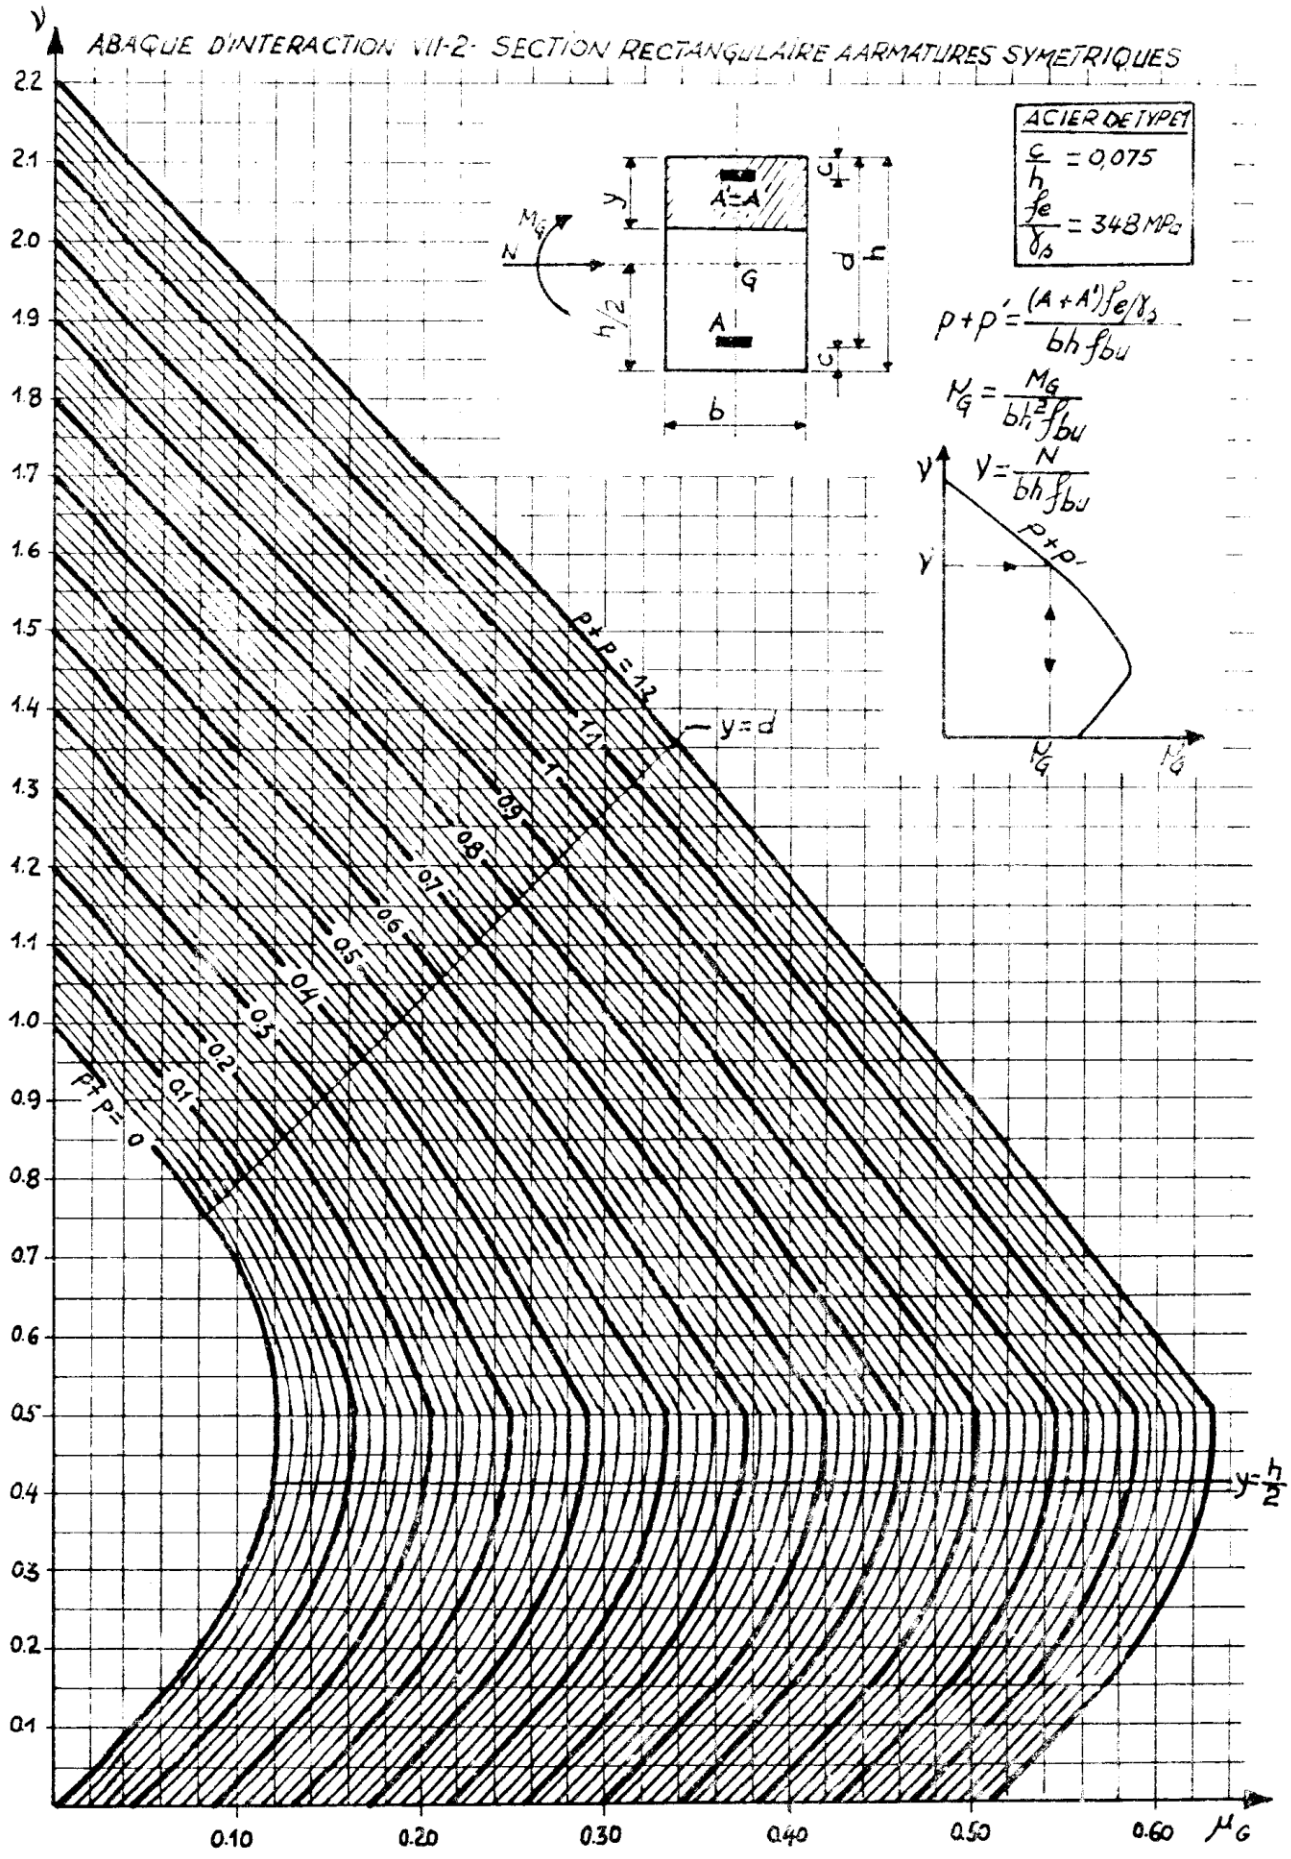 ν
ABAQUE D'INTERACTION VII-2- SECTION RECTANGULAIRE A ARMATURES SYMETRIQUES
2.2
2.1
2.0
1.9
1.8
1.7
1.6
1.5
1.4
1.3
1.2
1.1
1.0
0.9
0.8
0.7
0.6
0.5
0.4
0.3
0.2
0.1
ACIER DE TYPE 1
c/h = 0,075
fe/γs = 348 MPa
ρ+ρ' = (A + A')fe/γs / bh fbu
μG = MG / bh² fbu
ν = N / bh fbu
MG
N
y
h/2
A'=A
G
A
b
c
d
h
c
ν
ρ+ρ'
ν
μG
μG
ρ+ρ'=1.2
1.1
1
0.9
0.8
0.7
0.6
0.5
0.4
0.3
0.2
0.1
ρ+ρ'=0
y=d
y=h/2
0.10
0.20
0.30
0.40
0.50
0.60
μG